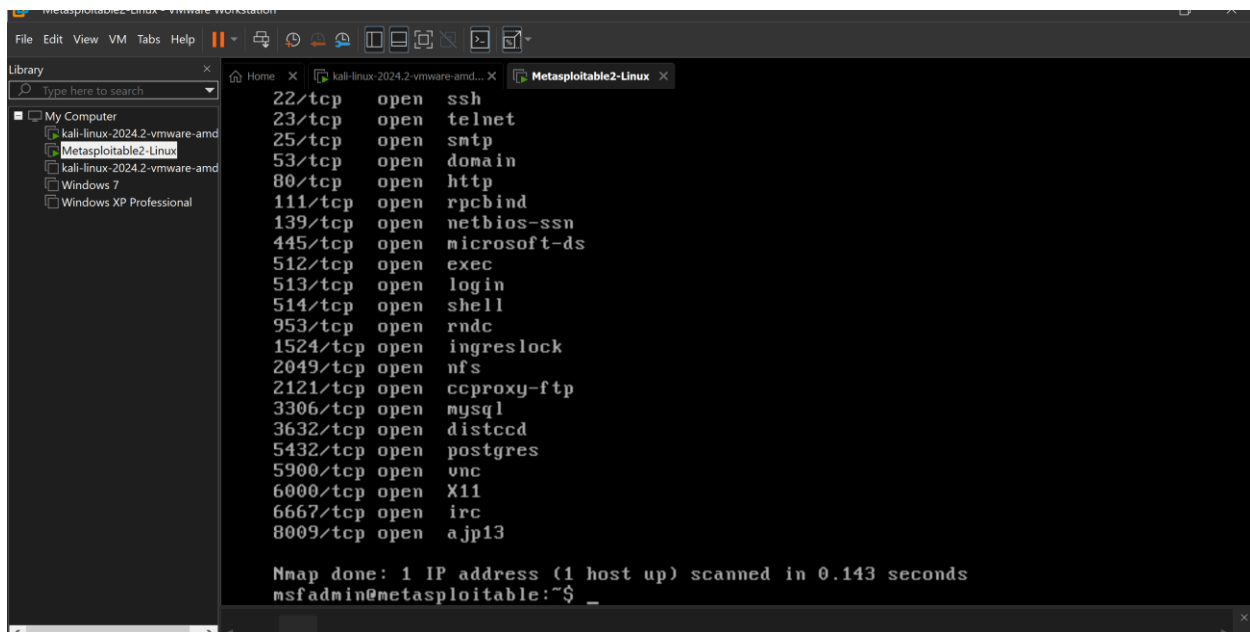 Metasploitable2-Linux - VMware Workstation
File Edit View VM Tabs Help
Library
Type here to search
My Computer
kali-linux-2024.2-vmware-amd
Metasploitable2-Linux
kali-linux-2024.2-vmware-amd
Windows 7
Windows XP Professional
Home kali-linux-2024.2-vmware-amd... Metasploitable2-Linux
22/tcp open ssh
23/tcp open telnet
25/tcp open smtp
53/tcp open domain
80/tcp open http
111/tcp open rpcbind
139/tcp open netbios-ssn
445/tcp open microsoft-ds
512/tcp open exec
513/tcp open login
514/tcp open shell
953/tcp open rndc
1524/tcp open ingreslock
2049/tcp open nfs
2121/tcp open ccproxy-ftp
3306/tcp open mysql
3632/tcp open distccd
5432/tcp open postgres
5900/tcp open vnc
6000/tcp open X11
6667/tcp open irc
8009/tcp open ajp13
Nmap done: 1 IP address (1 host up) scanned in 0.143 seconds
msfadmin@metasploitable:~$ _